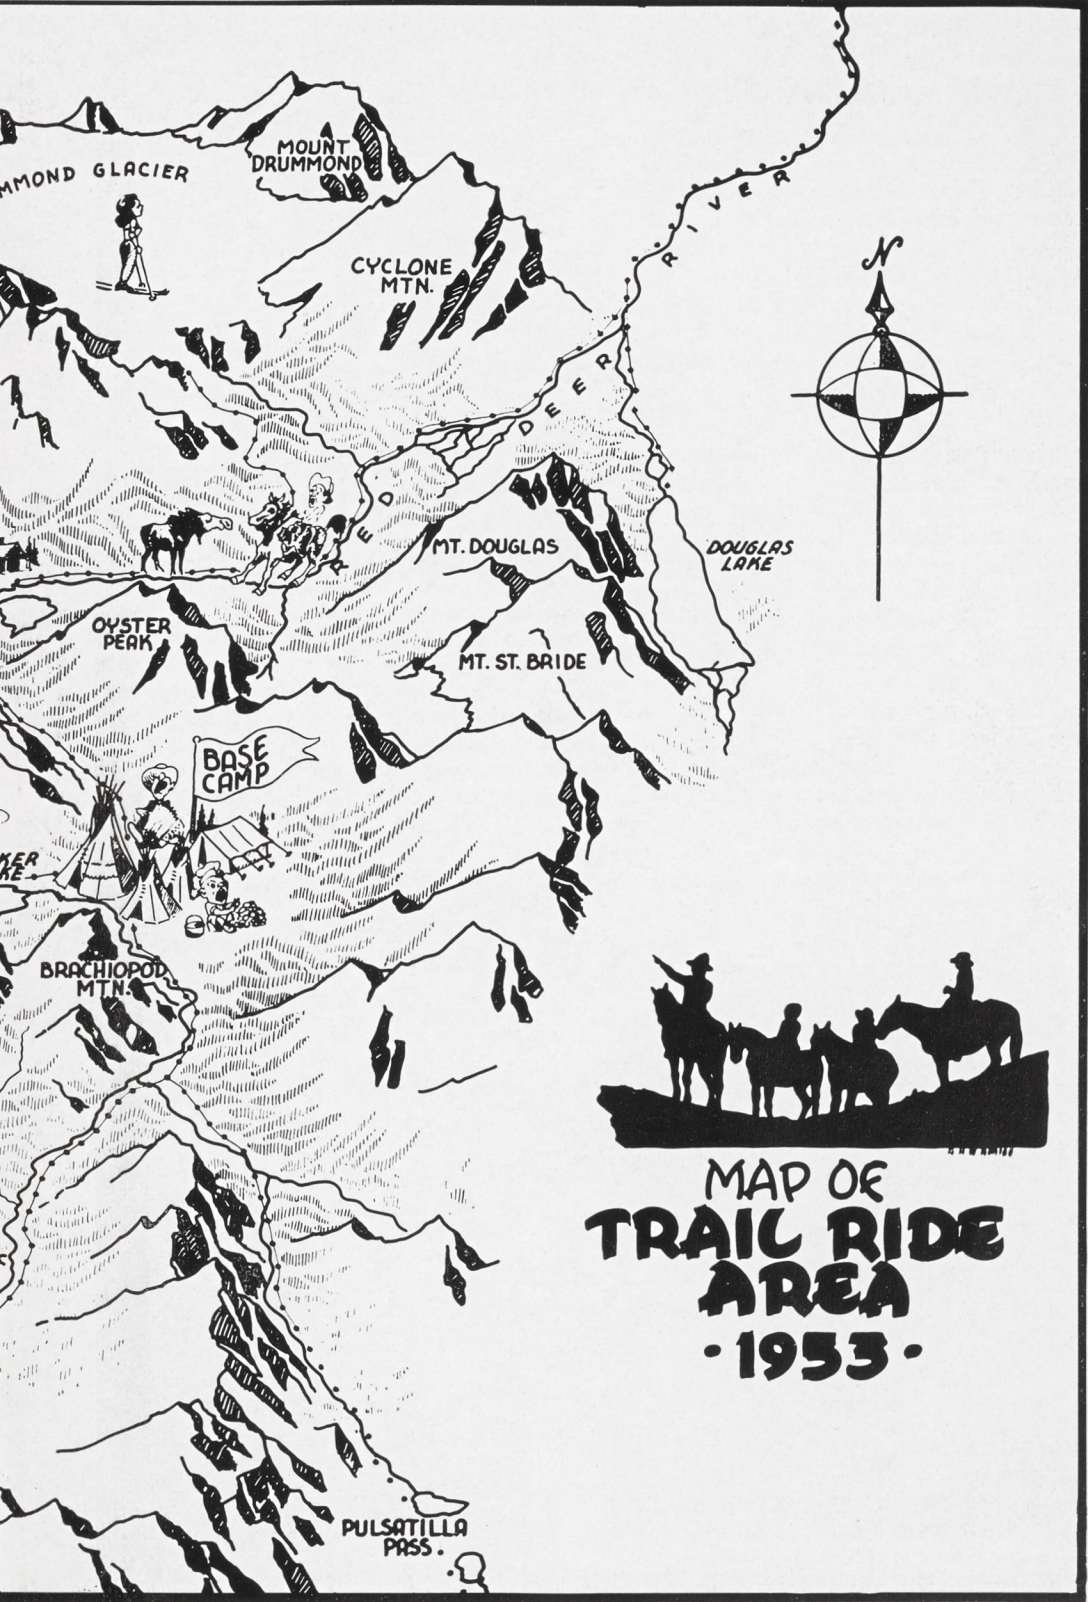 MOUNT
DRUMMOND
MMOND GLACIER
CYCLONE
MTN.
RED DEER RIVER
N
MT. DOUGLAS
DOUGLAS
LAKE
OYSTER
PEAK
MT. ST. BRIDE
BASE
CAMP
KER
KE
BRACHIOPOD
MTN.
MAP OF
TRAIL RIDE
AREA
·1953·
PULSATILLA
PASS.